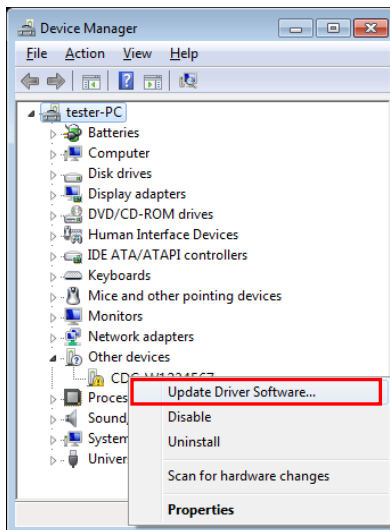 Device Manager
File Action View Help
tester-PC
Batteries
Computer
Disk drives
Display adapters
DVD/CD-ROM drives
Human Interface Devices
IDE ATA/ATAPI controllers
Keyboards
Mice and other pointing devices
Monitors
Network adapters
Other devices
Update Driver Software...
Disable
Sound,
Uninstall
System
Scan for hardware changes
Properties